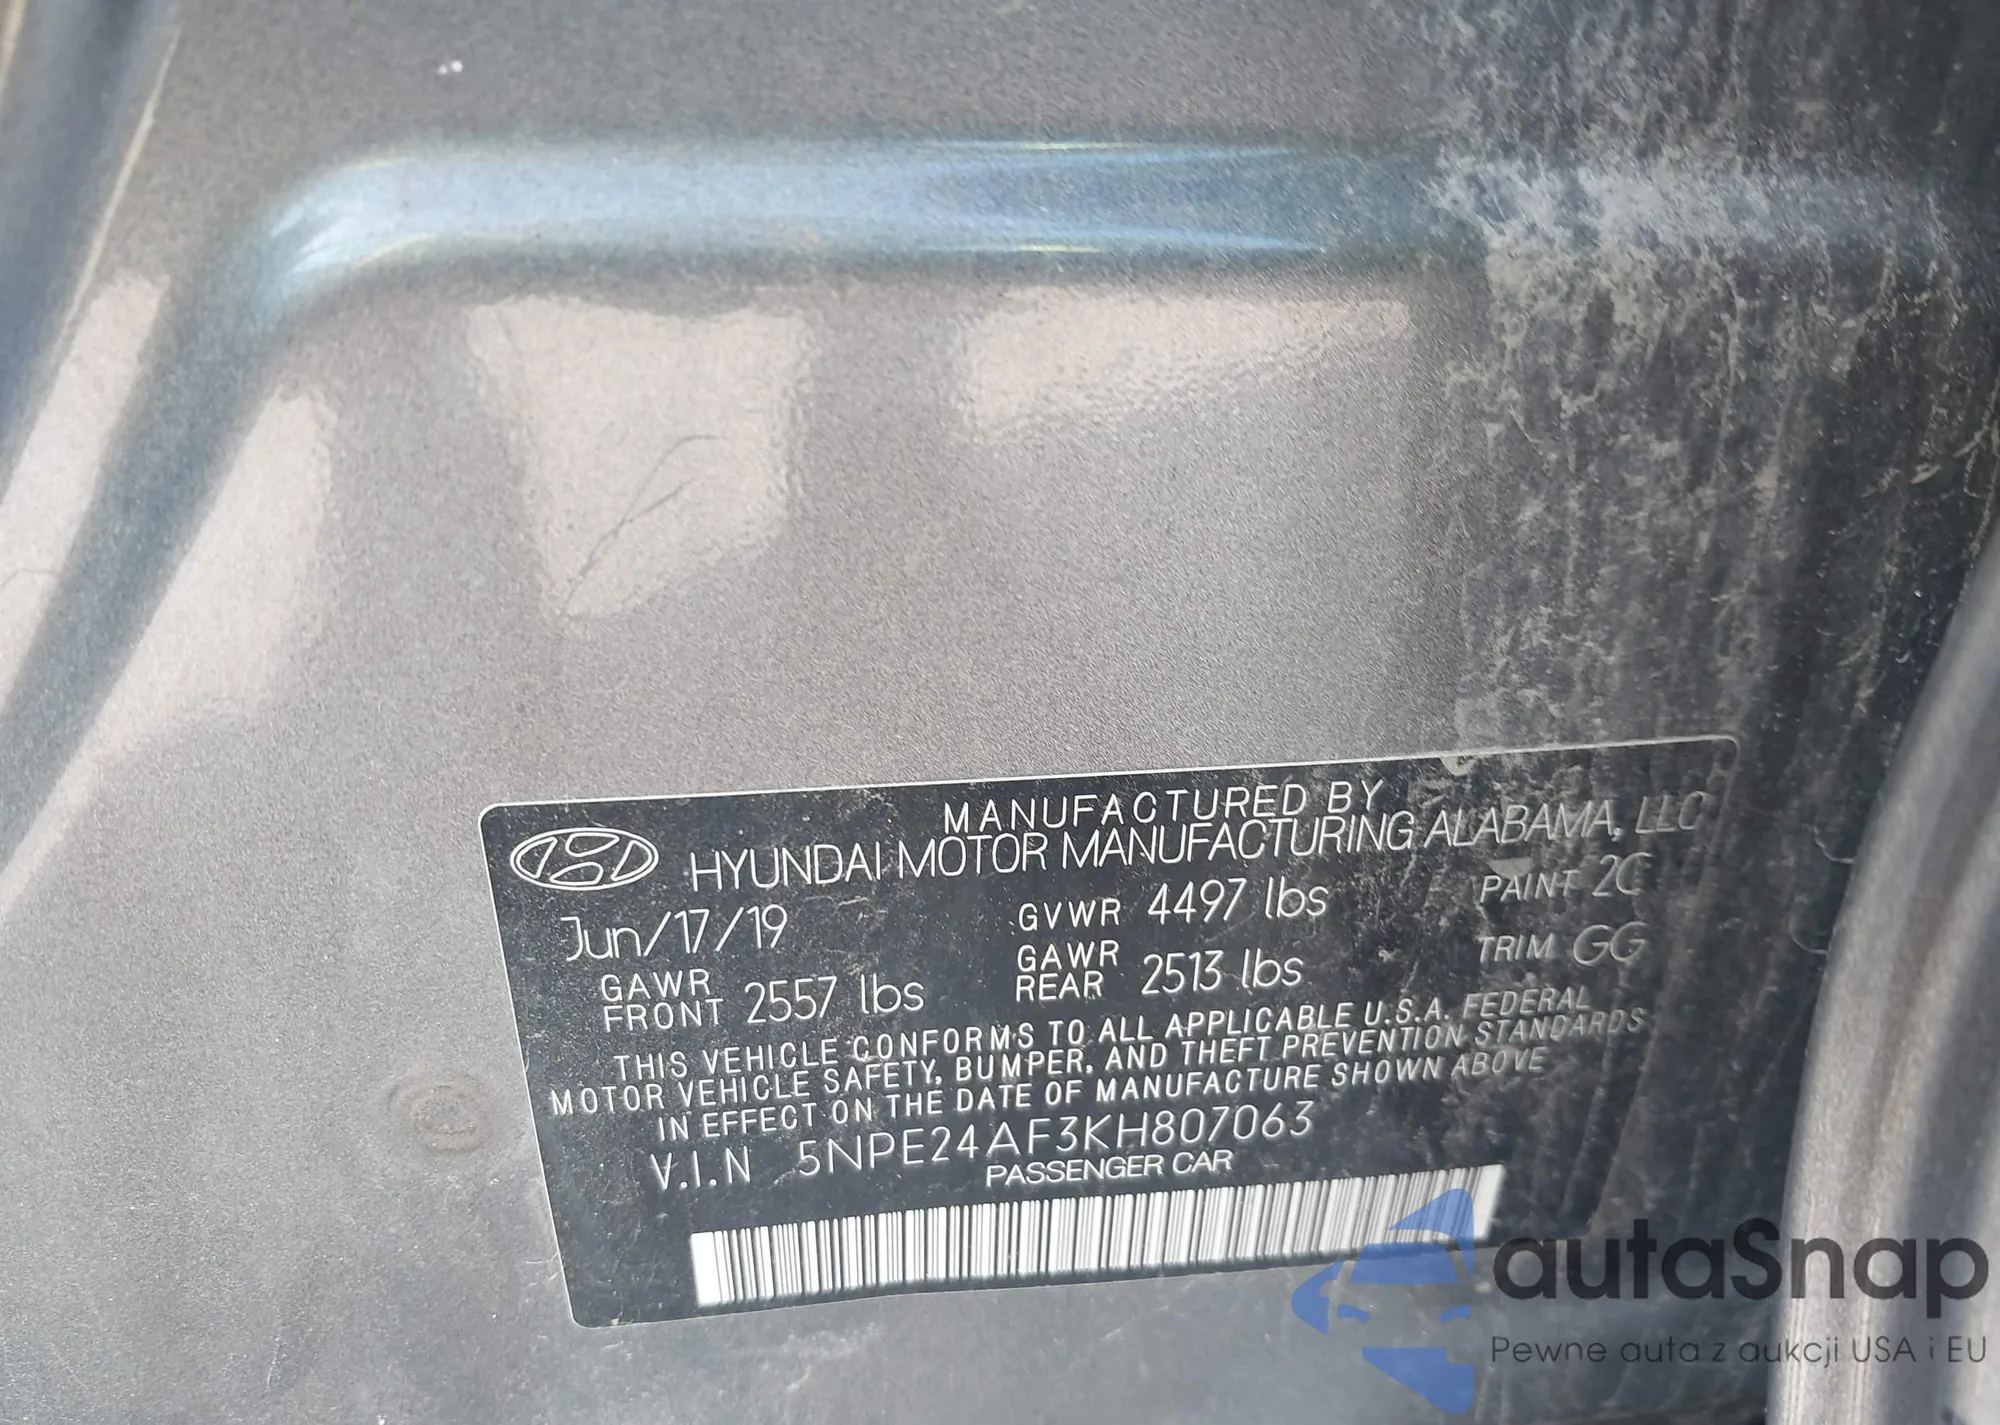 MANUFACTURED BY
HYUNDAI MOTOR MANUFACTURING ALABAMA, LLC
Jun/17/19 GVWR 4497 lbs PAINT 2C
GAWR FRONT 2557 lbs GAWR REAR 2513 lbs TRIM GG
THIS VEHICLE CONFORMS TO ALL APPLICABLE U.S.A. FEDERAL
MOTOR VEHICLE SAFETY, BUMPER, AND THEFT PREVENTION STANDARDS
IN EFFECT ON THE DATE OF MANUFACTURE SHOWN ABOVE
V.I.N 5NPE24AF3KH807063
PASSENGER CAR
autaSnap
Pewne auta z aukcji USA i EU